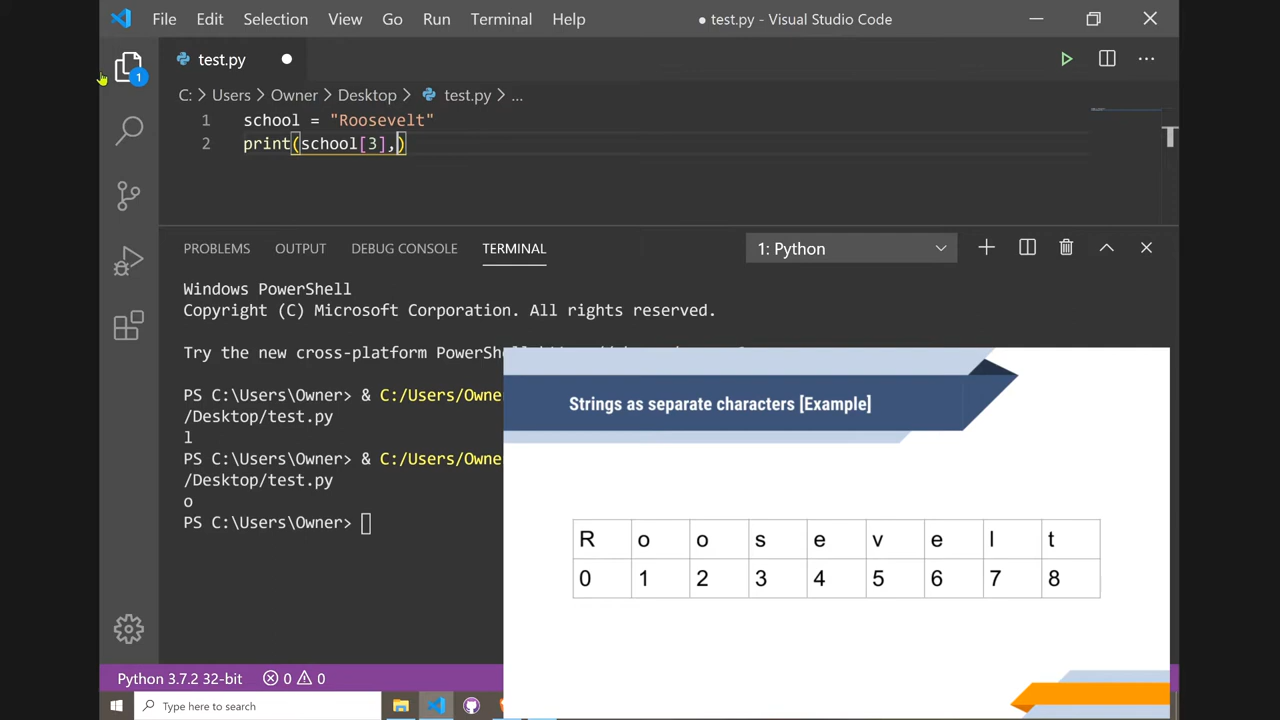 File Edit Selection View Go Run Terminal Help ● test.py - Visual Studio Code
1
test.py
C: > Users > Owner > Desktop > test.py > ...
1 school = "Roosevelt"
2 print(school[3],)
PROBLEMS OUTPUT DEBUG CONSOLE TERMINAL 1: Python
Windows PowerShell
Copyright (C) Microsoft Corporation. All rights reserved.
Try the new cross-platform
PS C:\Users\Owner> & C:/Users/Owne
/Desktop/test.py
l
PS C:\Users\Owner> & C:/Users/Owne
/Desktop/test.py
o
PS C:\Users\Owner>
Strings as separate characters [Example]
R o o s e v e l t
0 1 2 3 4 5 6 7 8
Python 3.7.2 32-bit 0 0
Type here to search